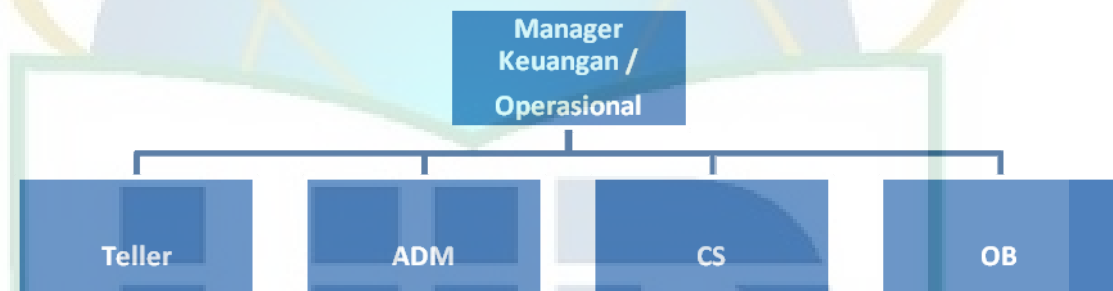 Manager
Keuangan /
Operasional
Teller
ADM
CS
OB